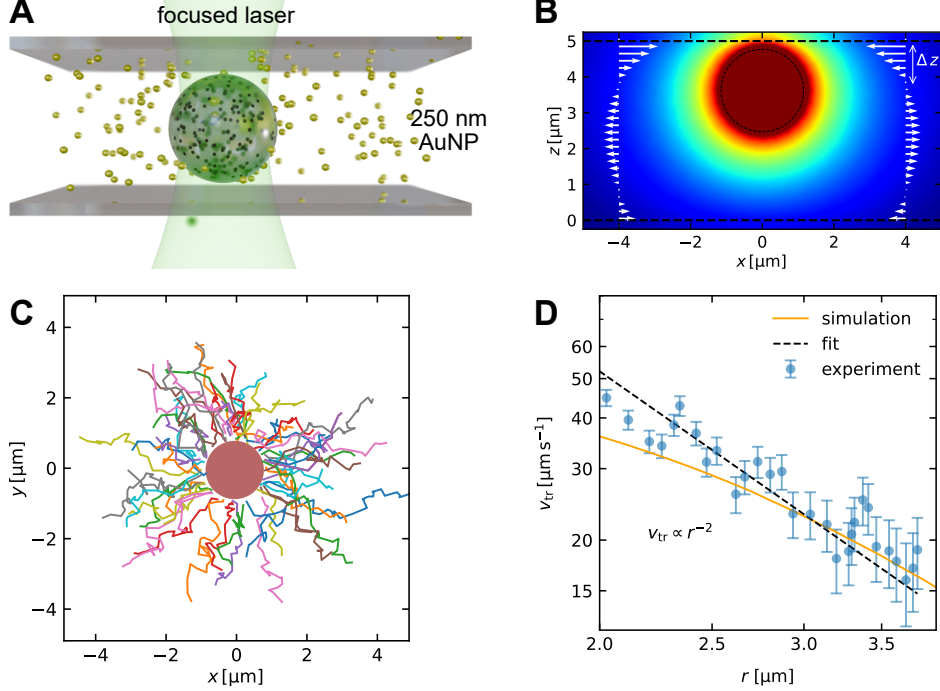 A
focused laser
250 nm
AuNP
B
5
4
3
2
1
0
z [μm]
Δz
−4
−2
0
2
4
x [μm]
C
4
2
0
−2
−4
y [μm]
−4
−2
0
2
4
x [μm]
D
60
50
40
30
20
15
v_tr [μm s⁻¹]
simulation
fit
experiment
v_tr ∝ r⁻²
2.0
2.5
3.0
3.5
r [μm]